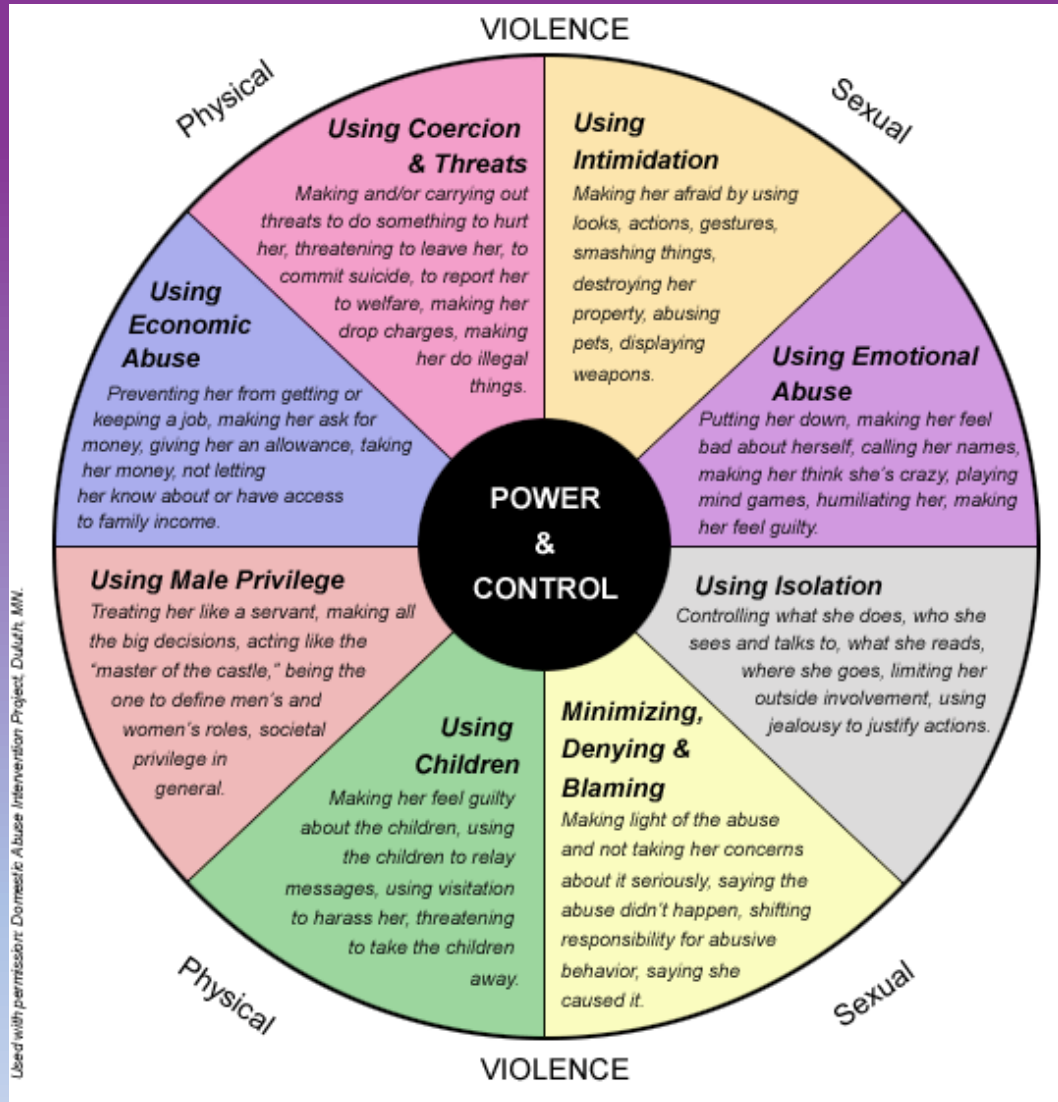 VIOLENCE
Physical
Sexual
Using Coercion
& Threats
Making and/or carrying out
threats to do something to hurt
her, threatening to leave her, to
commit suicide, to report her
to welfare, making her
drop charges, making
her do illegal
things.
Using
Intimidation
Making her afraid by using
looks, actions, gestures,
smashing things,
destroying her
property, abusing
pets, displaying
weapons.
Using Emotional
Abuse
Putting her down, making her feel
bad about herself, calling her names,
making her think she's crazy, playing
mind games, humiliating her, making
her feel guilty.
Using Isolation
Controlling what she does, who she
sees and talks to, what she reads,
where she goes, limiting her
outside involvement, using
jealousy to justify actions.
Minimizing,
Denying &
Blaming
Making light of the abuse
and not taking her concerns
about it seriously, saying the
abuse didn't happen, shifting
responsibility for abusive
behavior, saying she
caused it.
Using
Children
Making her feel guilty
about the children, using
the children to relay
messages, using visitation
to harass her, threatening
to take the children
away.
Using Male Privilege
Treating her like a servant, making all
the big decisions, acting like the
"master of the castle," being the
one to define men's and
women's roles, societal
privilege in
general.
Using
Economic
Abuse
Preventing her from getting or
keeping a job, making her ask for
money, giving her an allowance, taking
her money, not letting
her know about or have access
to family income.
POWER
&
CONTROL
Physical
Sexual
VIOLENCE
Used with permission: Domestic Abuse Intervention Project, Duluth, MN.